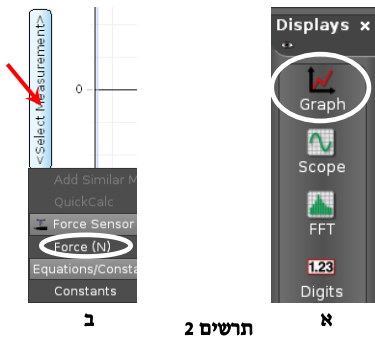 Displays ×
Graph
Scope
FFT
1.23
Digits
א
<Select Measurement>
0
Add Similar M
QuickCalc
Force Sensor
Force (N)
Equations/Consta
Constants
ב
תרשים 2